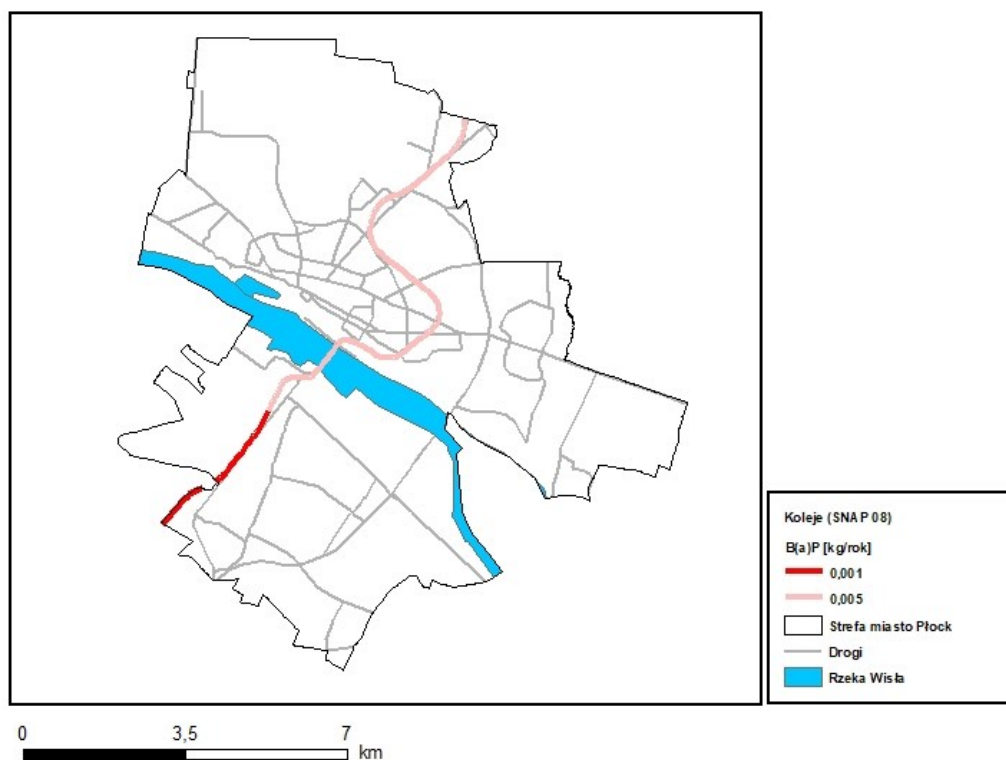 Koleje (SNAP 08)
B(a)P [kg/rok]
0,001
0,005
Strefa miasto Płock
Drogi
Rzeka Wisła
0 3,5 7
km